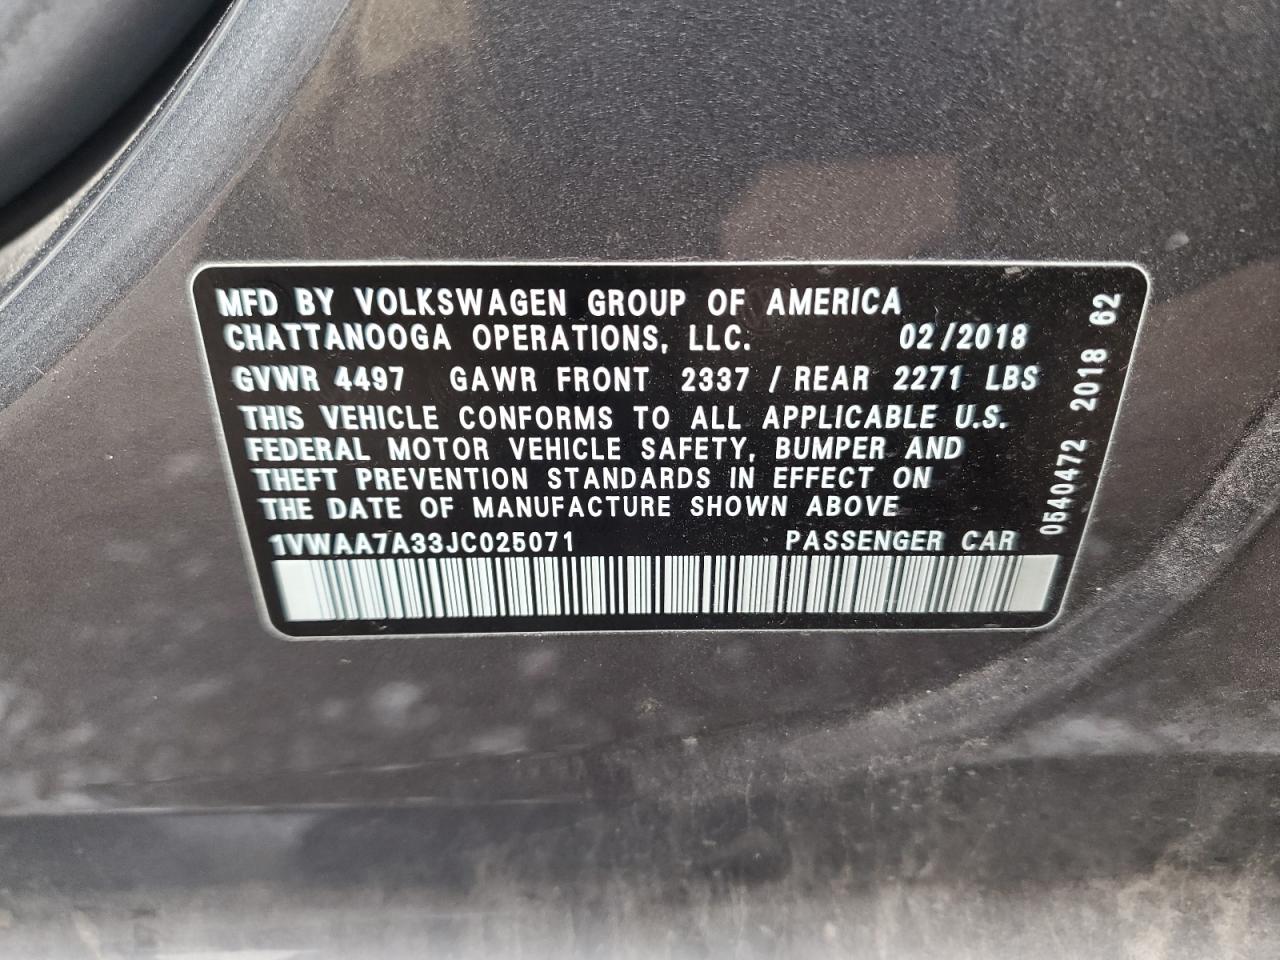 MFD BY VOLKSWAGEN GROUP OF AMERICA
CHATTANOOGA OPERATIONS, LLC. 02/2018
GVWR 4497 GAWR FRONT 2337 / REAR 2271 LBS
THIS VEHICLE CONFORMS TO ALL APPLICABLE U.S.
FEDERAL MOTOR VEHICLE SAFETY, BUMPER AND
THEFT PREVENTION STANDARDS IN EFFECT ON
THE DATE OF MANUFACTURE SHOWN ABOVE
1VWAA7A33JC025071 PASSENGER CAR
0540472 2018 62